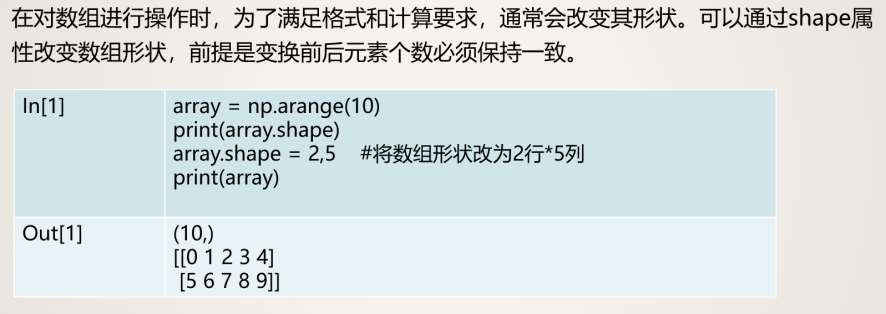 在对数组进行操作时，为了满足格式和计算要求，通常会改变其形状。可以通过shape属
性改变数组形状，前提是变换前后元素个数必须保持一致。
In[1]
array = np.arange(10)
print(array.shape)
array.shape = 2,5 #将数组形状改为2行*5列
print(array)
Out[1]
(10,)
[[0 1 2 3 4]
[5 6 7 8 9]]